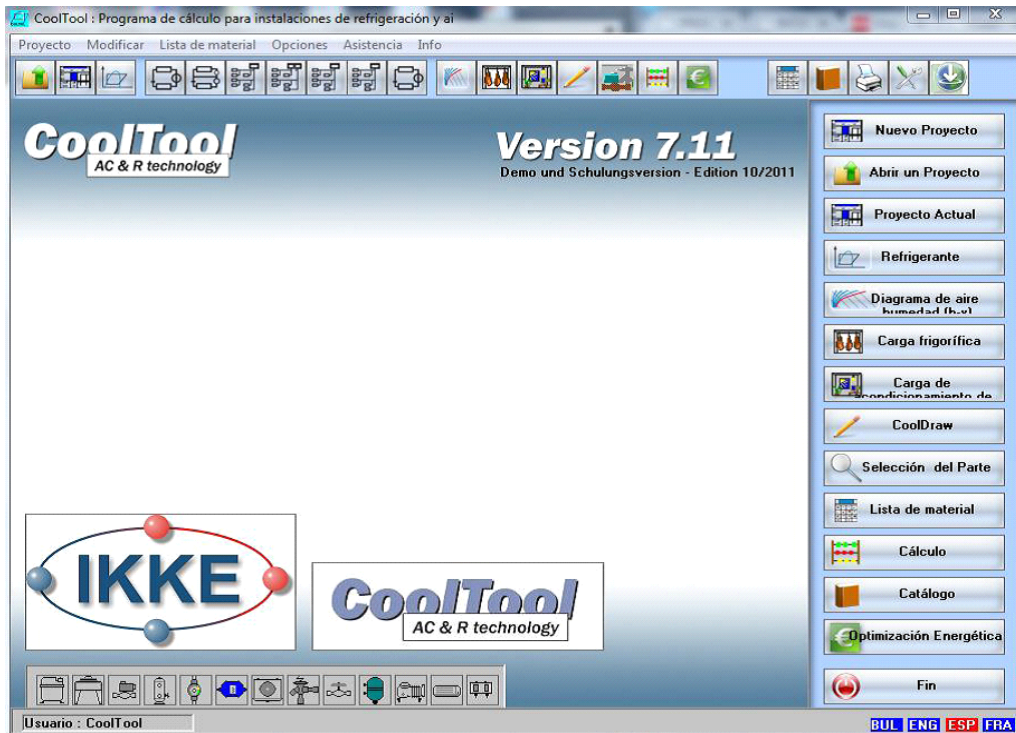 CoolTool : Programa de cálculo para instalaciones de refrigeración y ai
Proyecto Modificar Lista de material Opciones Asistencia Info
CoolTool
AC & R technology
Version 7.11
Demo und Schulungsversion - Edition 10/2011
Nuevo Proyecto
Abrir un Proyecto
Proyecto Actual
Refrigerante
Diagrama de aire
humedad (h-x)
Carga frigorífica
Carga de
acondicionamiento de
CoolDraw
Selección del Parte
Lista de material
Cálculo
Catálogo
Optimización Energética
Fin
IKKE
CoolTool
AC & R technology
Usuario : CoolTool
BUL ENG ESP FRA